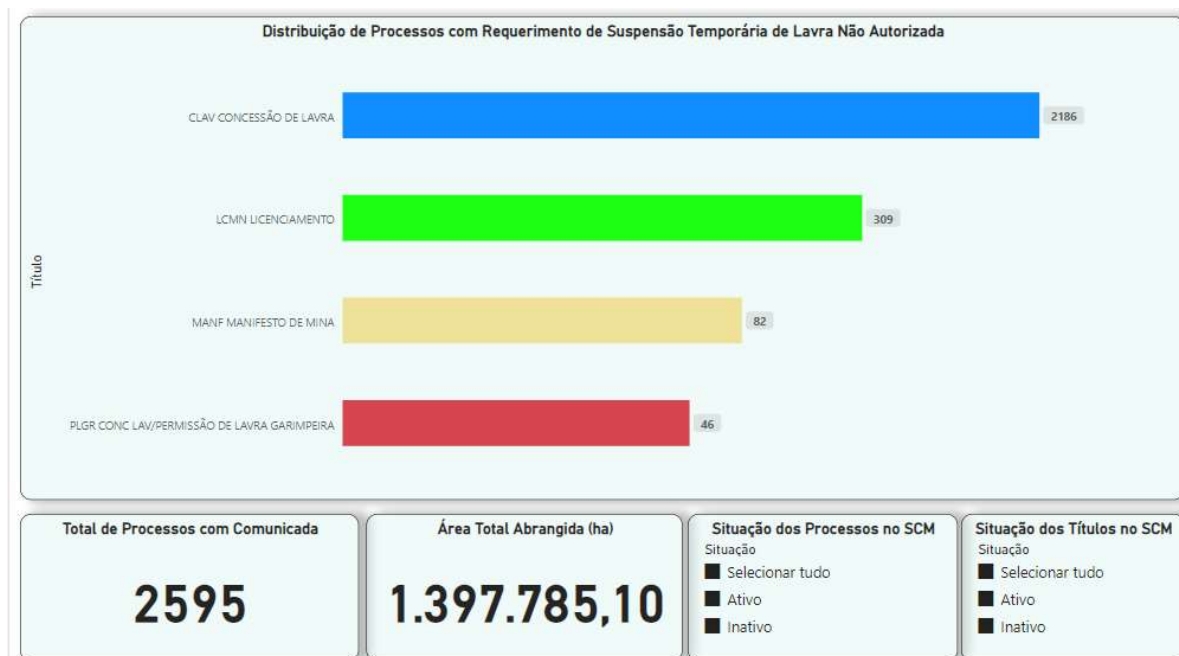 Distribuição de Processos com Requerimento de Suspensão Temporária de Lavra Não Autorizada
Título
CLAV CONCESSÃO DE LAVRA
2186
LCMN LICENCIAMENTO
309
MANF MANIFESTO DE MINA
82
PLGR CONC LAV/PERMISSÃO DE LAVRA GARIMPEIRA
46
Total de Processos com Comunicada
2595
Área Total Abrangida (ha)
1.397.785,10
Situação dos Processos no SCM
Situação
Selecionar tudo
Ativo
Inativo
Situação dos Títulos no SCM
Situação
Selecionar tudo
Ativo
Inativo